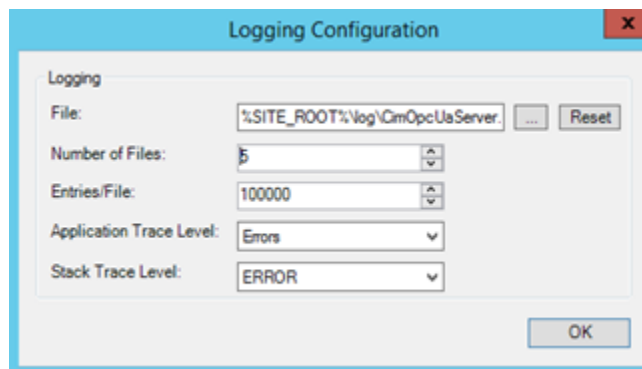 Logging Configuration
x
Logging
File: %SITE_ROOT%\log\CimOpcUaServer. ... Reset
Number of Files: 5
Entries/File: 100000
Application Trace Level: Errors
Stack Trace Level: ERROR
OK